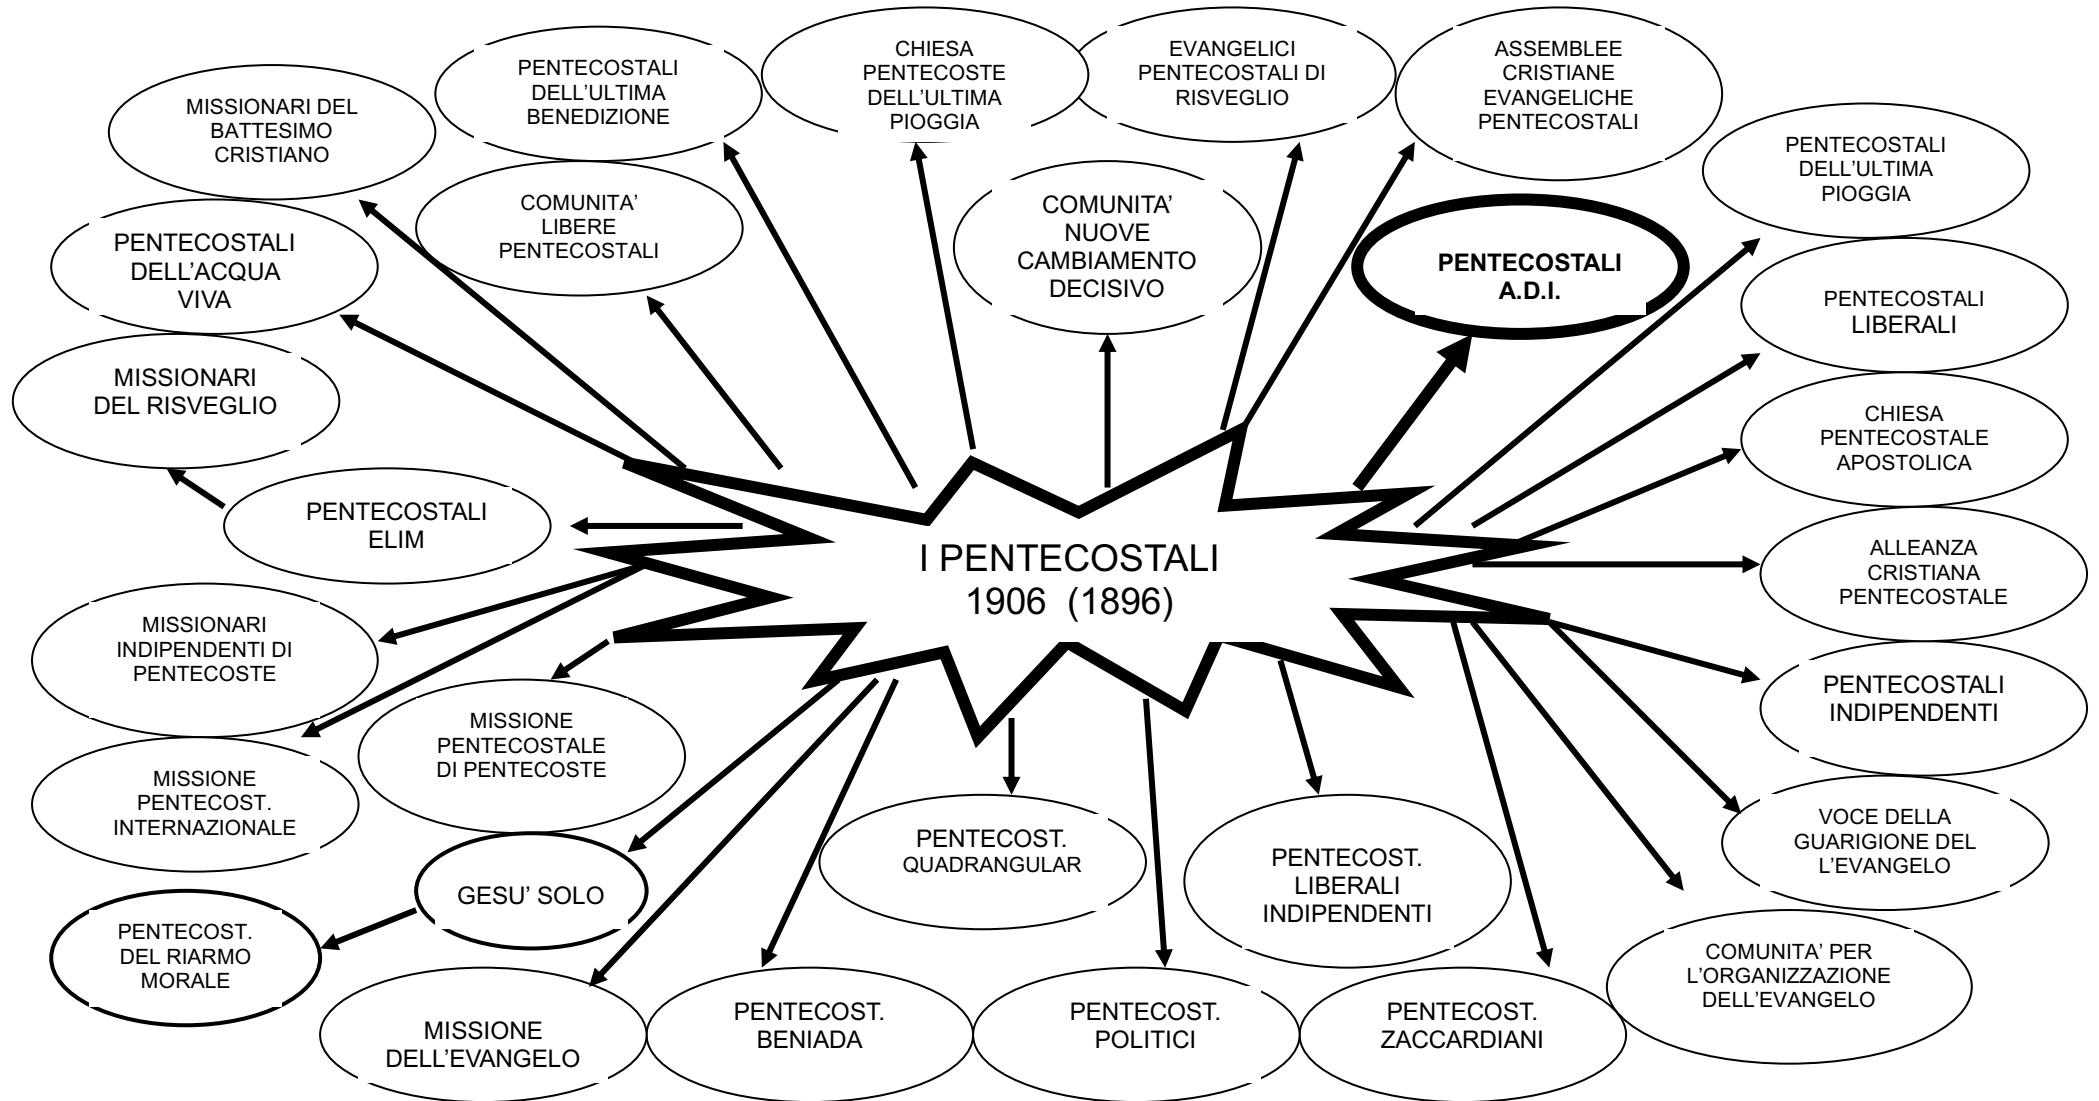 MISSIONARI DEL
BATTESIMO
CRISTIANO
PENTECOSTALI
DELL'ULTIMA
BENEDIZIONE
CHIESA
PENTECOSTE
DELL'ULTIMA
PIOGGIA
EVANGELICI
PENTECOSTALI DI
RISVEGLIO
ASSEMBLEE
CRISTIANE
EVANGELICHE
PENTECOSTALI
PENTECOSTALI
DELL'ULTIMA
PIOGGIA
PENTECOSTALI
DELL'ACQUA
VIVA
COMUNITA'
LIBERE
PENTECOSTALI
COMUNITA'
NUOVE
CAMBIAMENTO
DECISIVO
PENTECOSTALI
A.D.I.
PENTECOSTALI
LIBERALI
MISSIONARI
DEL RISVEGLIO
CHIESA
PENTECOSTALE
APOSTOLICA
PENTECOSTALI
ELIM
I PENTECOSTALI
1906 (1896)
ALLEANZA
CRISTIANA
PENTECOSTALE
MISSIONARI
INDIPENDENTI DI
PENTECOSTE
PENTECOSTALI
INDIPENDENTI
MISSIONE
PENTECOSTALE
DI PENTECOSTE
MISSIONE
PENTECOST.
INTERNAZIONALE
VOCE DELLA
GUARIGIONE DEL
L'EVANGELO
PENTECOST.
QUADRANGULAR
PENTECOST.
LIBERALI
INDIPENDENTI
GESU' SOLO
PENTECOST.
DEL RIARMO
MORALE
COMUNITA' PER
L'ORGANIZZAZIONE
DELL'EVANGELO
MISSIONE
DELL'EVANGELO
PENTECOST.
BENIADA
PENTECOST.
POLITICI
PENTECOST.
ZACCARDIANI